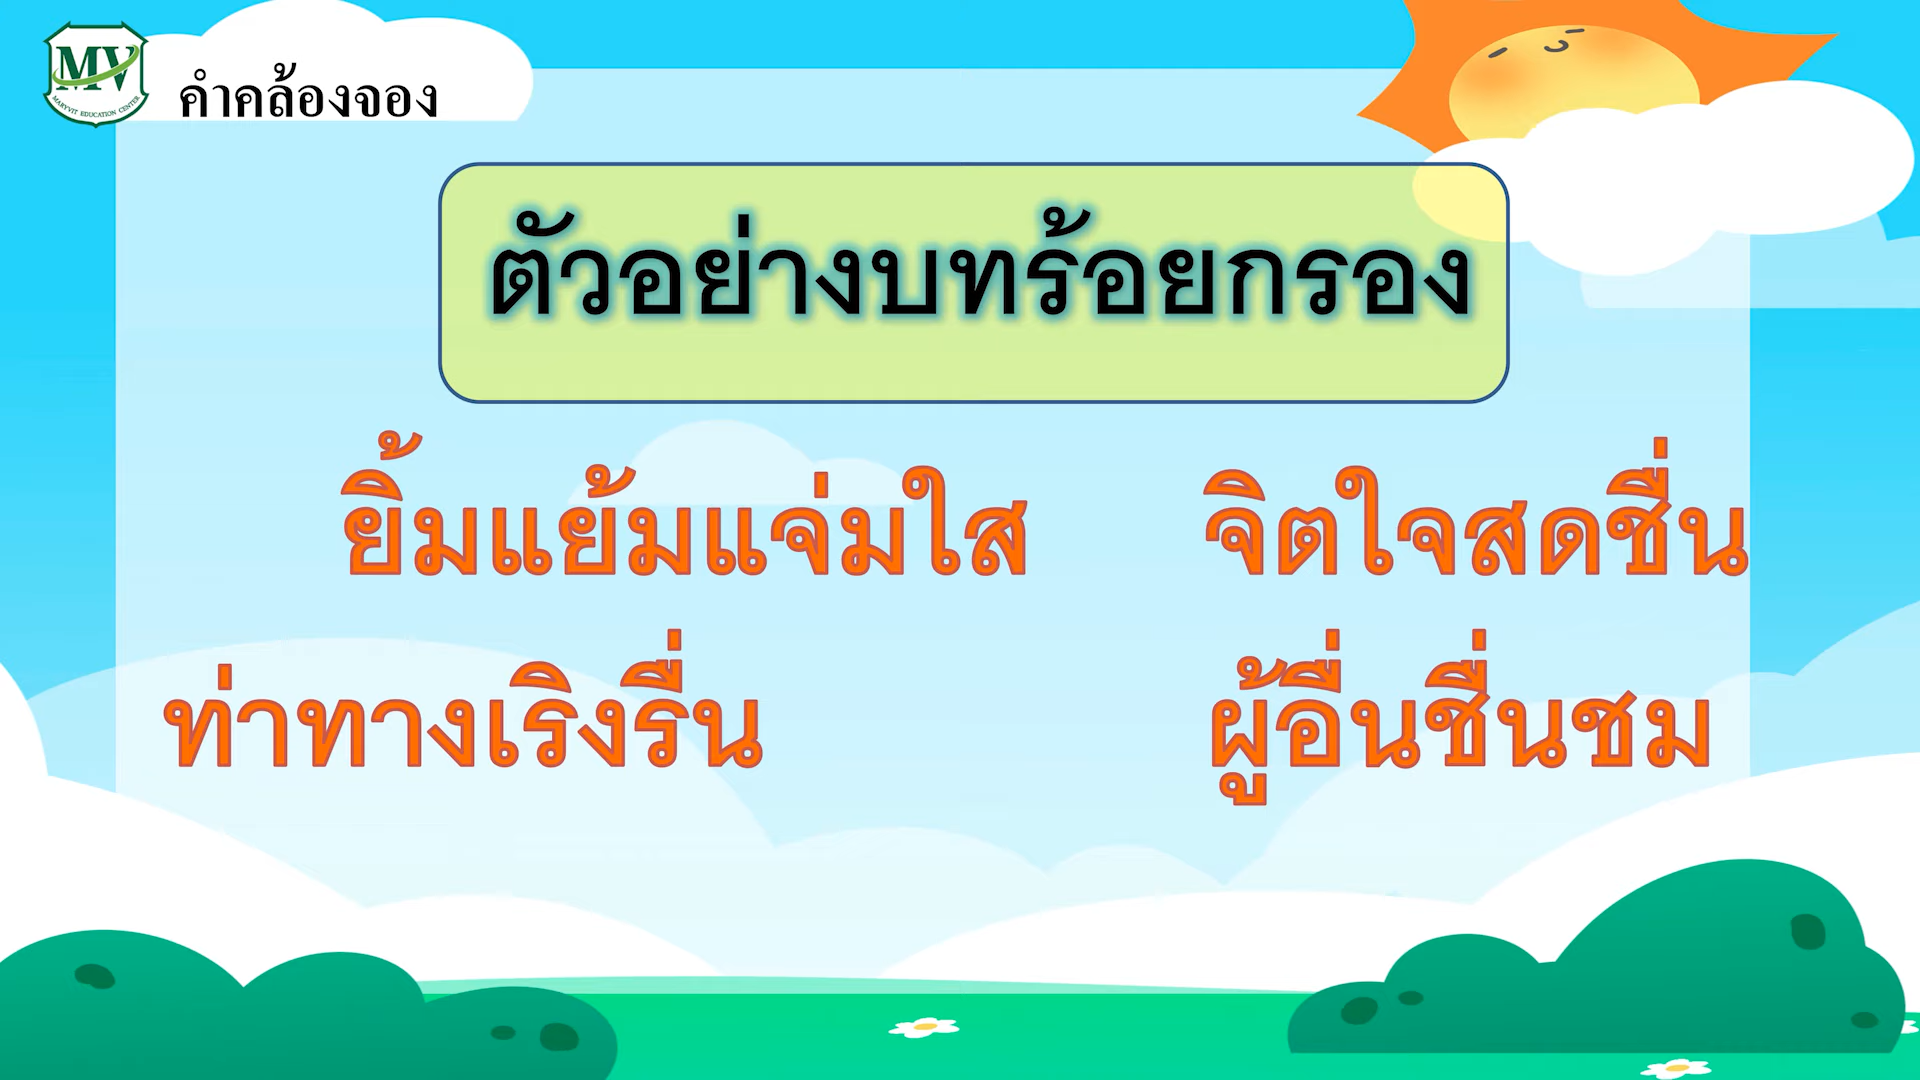 MV
MARYVIT EDUCATION CENTER
คำคล้องจอง
ตัวอย่างบทร้อยกรอง
ยิ้มแย้มแจ่มใส จิตใจสดชื่น
ท่าทางเริงรื่น ผู้อื่นชื่นชม